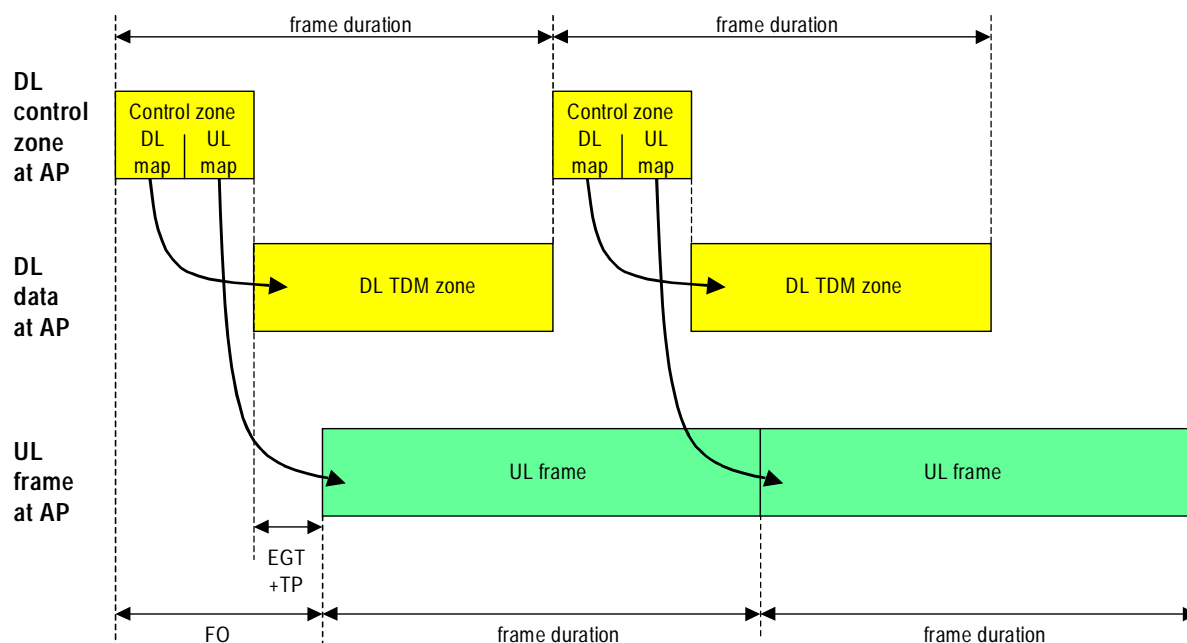 frame duration
frame duration
DL
control
zone
at AP
Control zone
DL
map
UL
map
Control zone
DL
map
UL
map
DL
data
at AP
DL TDM zone
DL TDM zone
UL
frame
at AP
UL frame
UL frame
EGT
+TP
FO
frame duration
frame duration